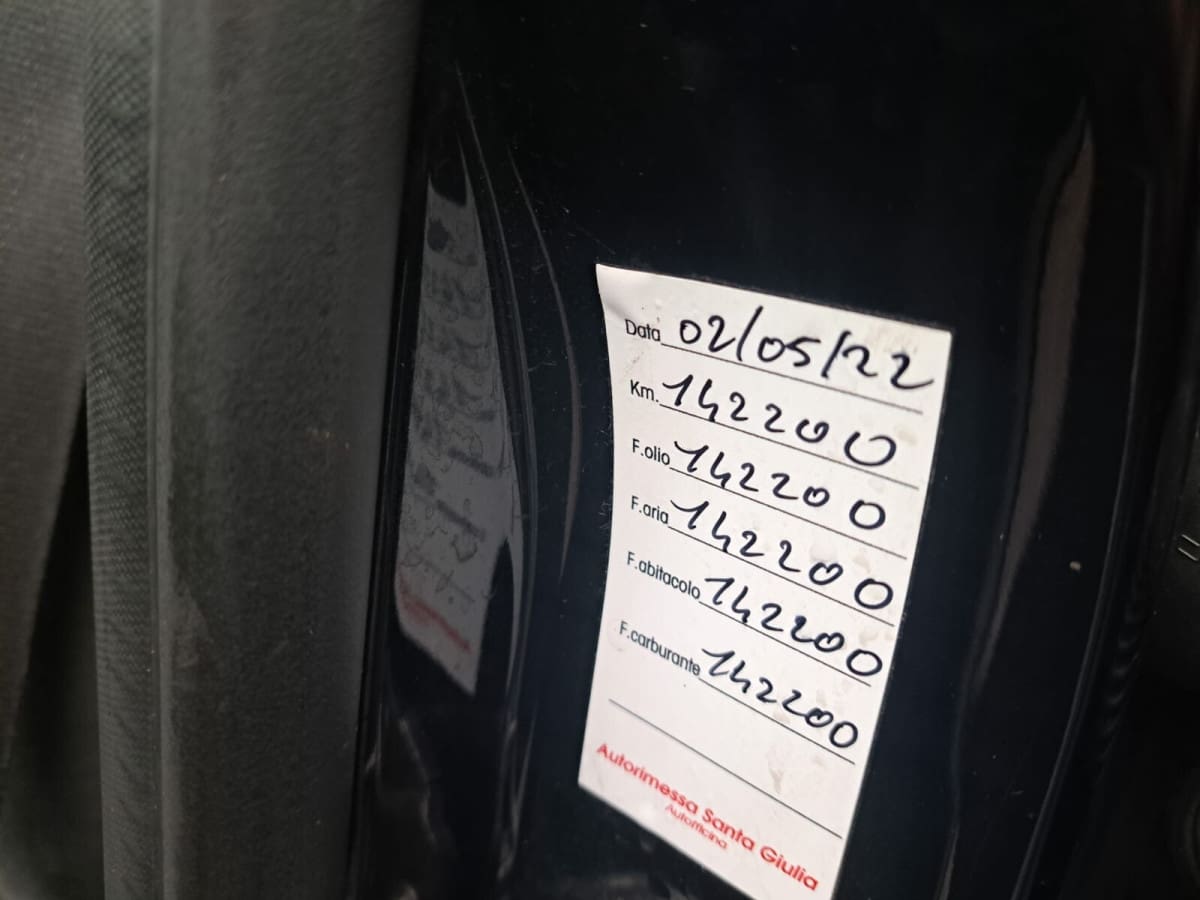 Data 02/05/22
Km. 142200
F.olio 142200
F.aria 142200
F.abitacolo 142200
F.carburante 142200
Autorimessa Santa Giulia
Autofficina